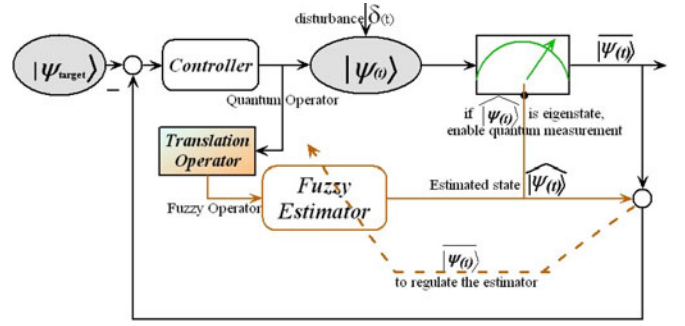 disturbance δ(t)
|ψtarget⟩
−
Controller
|ψ(t)⟩
|ψ(t)⟩
Quantum Operator
if |ψ(t)⟩ is eigenstate,
enable quantum measurement
Translation
Operator
Fuzzy Operator
Fuzzy
Estimator
Estimated state |ψ(t)⟩
|ψ(t)⟩
to regulate the estimator